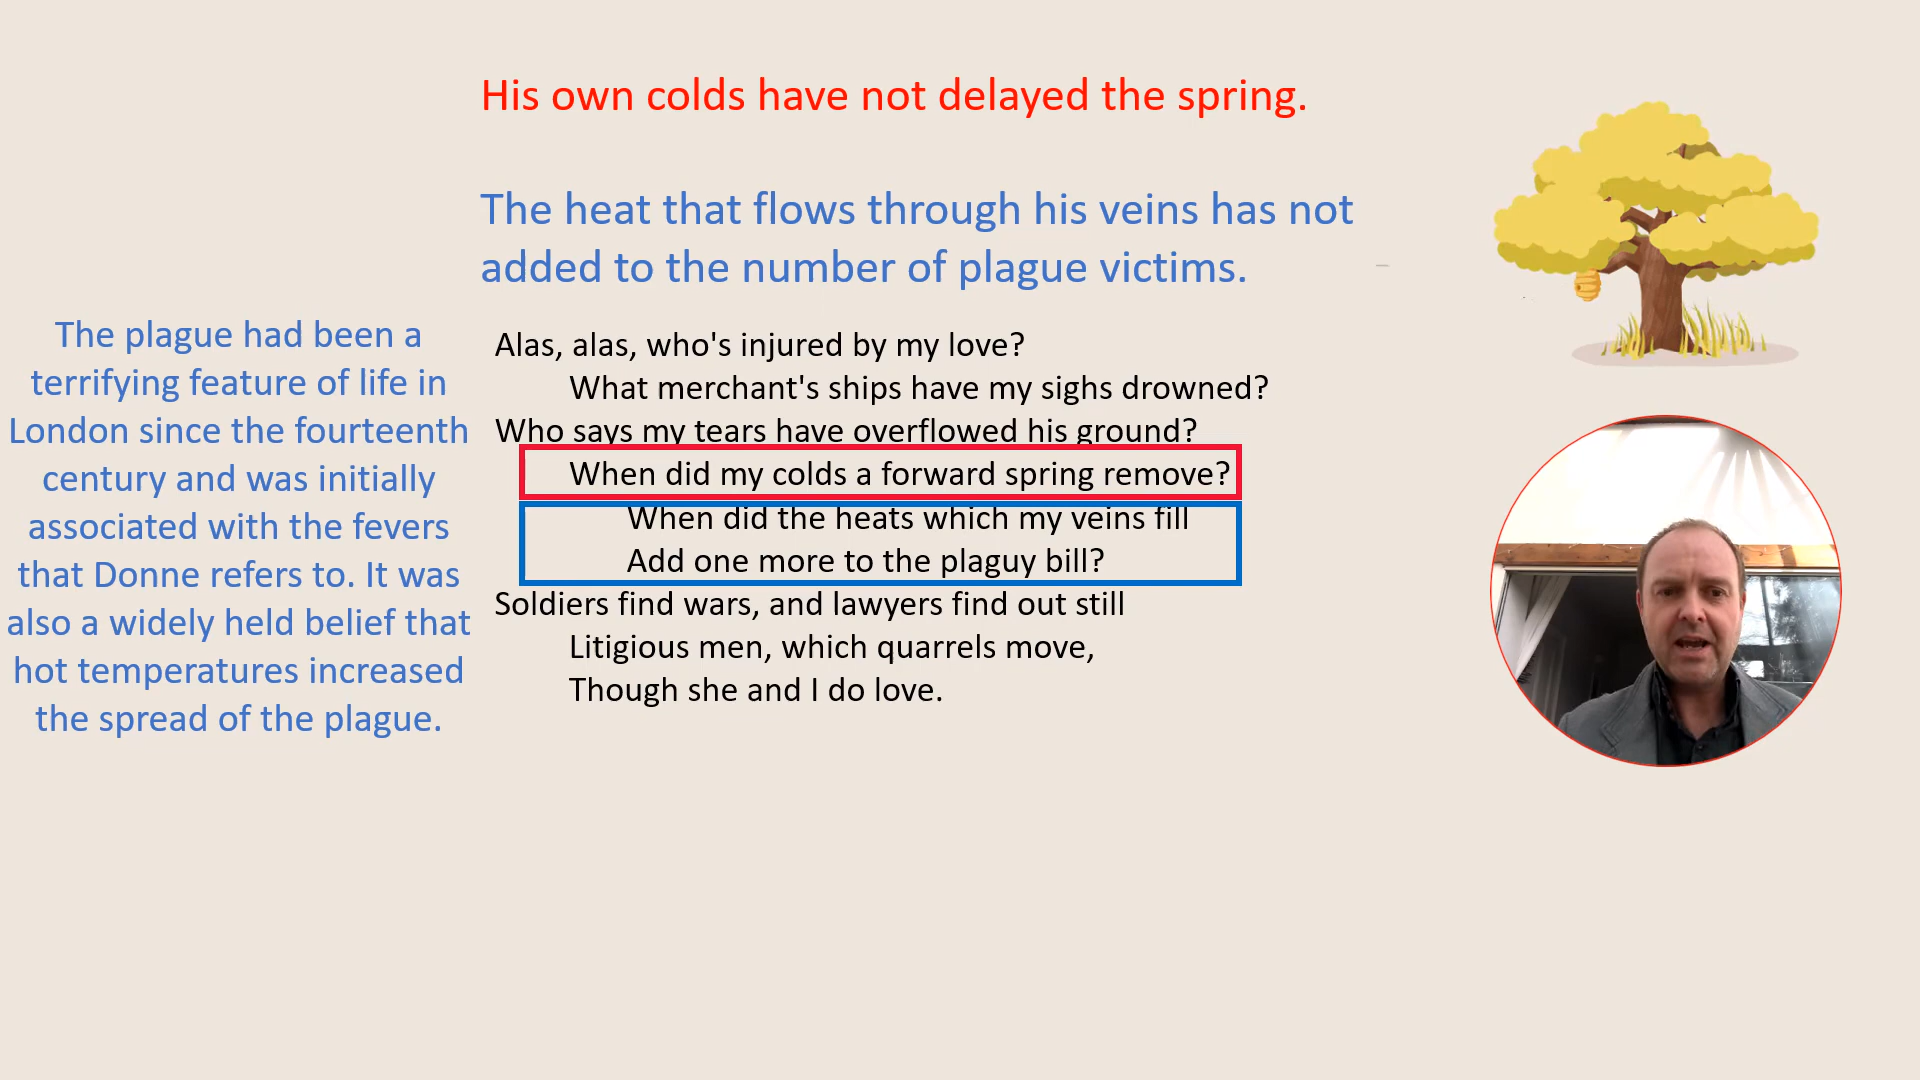 His own colds have not delayed the spring.
The heat that flows through his veins has not
added to the number of plague victims.
The plague had been a
terrifying feature of life in
London since the fourteenth
century and was initially
associated with the fevers
that Donne refers to. It was
also a widely held belief that
hot temperatures increased
the spread of the plague.
Alas, alas, who's injured by my love?
What merchant's ships have my sighs drowned?
Who says my tears have overflowed his ground?
When did my colds a forward spring remove?
When did the heats which my veins fill
Add one more to the plaguy bill?
Soldiers find wars, and lawyers find out still
Litigious men, which quarrels move,
Though she and I do love.